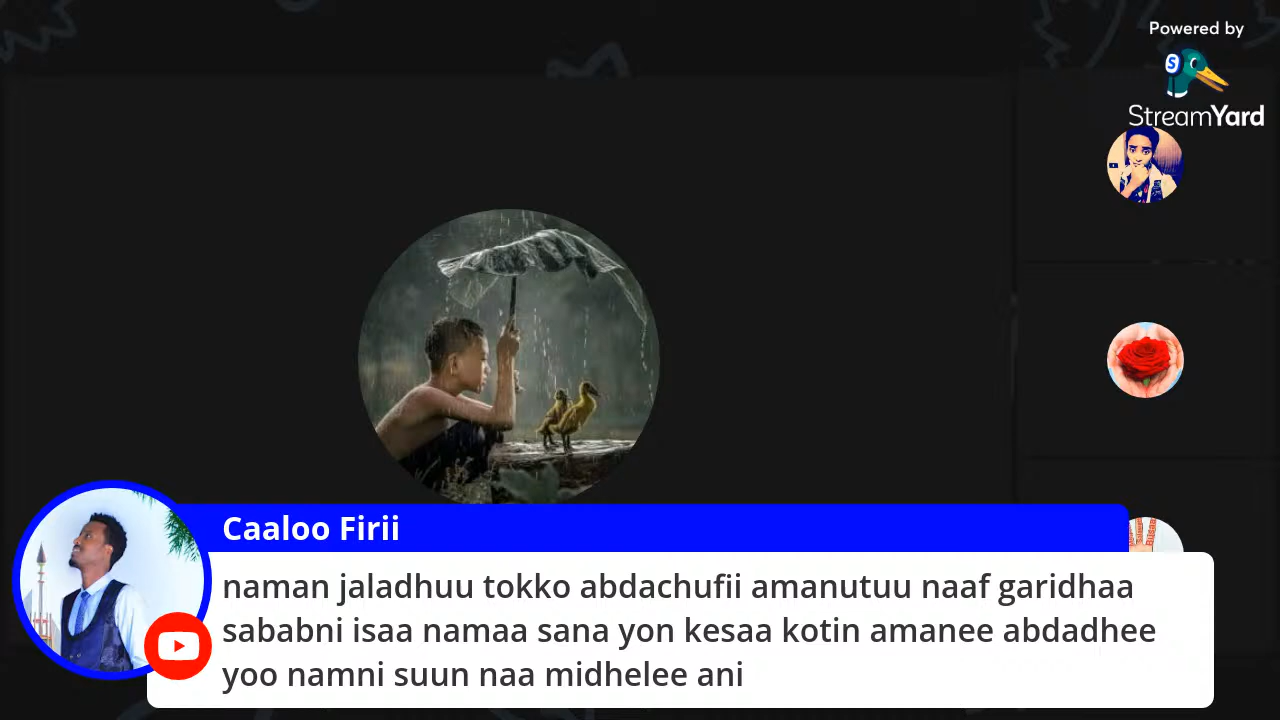 Powered by
StreamYard
Caaloo Firii
naman jaladhuu tokko abdachufii amanutuu naaf garidhaa
sababni isaa namaa sana yon kesaa kotin amanee abdadhee
yoo namni suun naa midhelee ani